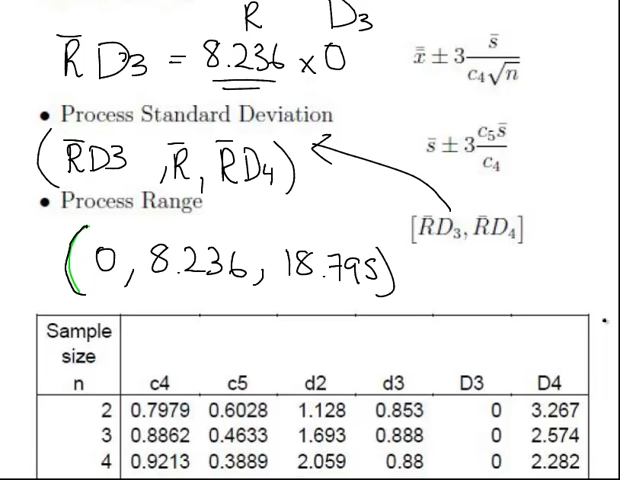 R D3
R̄ D3 = 8.236 × 0
x̿ ± 3 s̄ / c₄√n
• Process Standard Deviation
s̄ ± 3 c₅s̄ / c₄
(R̄D3, R̄, R̄D4)
• Process Range
[R̄D₃, R̄D₄]
(0, 8.236, 18.795)
Sample
size
n c4 c5 d2 d3 D3 D4
2 0.7979 0.6028 1.128 0.853 0 3.267
3 0.8862 0.4633 1.693 0.888 0 2.574
4 0.9213 0.3889 2.059 0.88 0 2.282